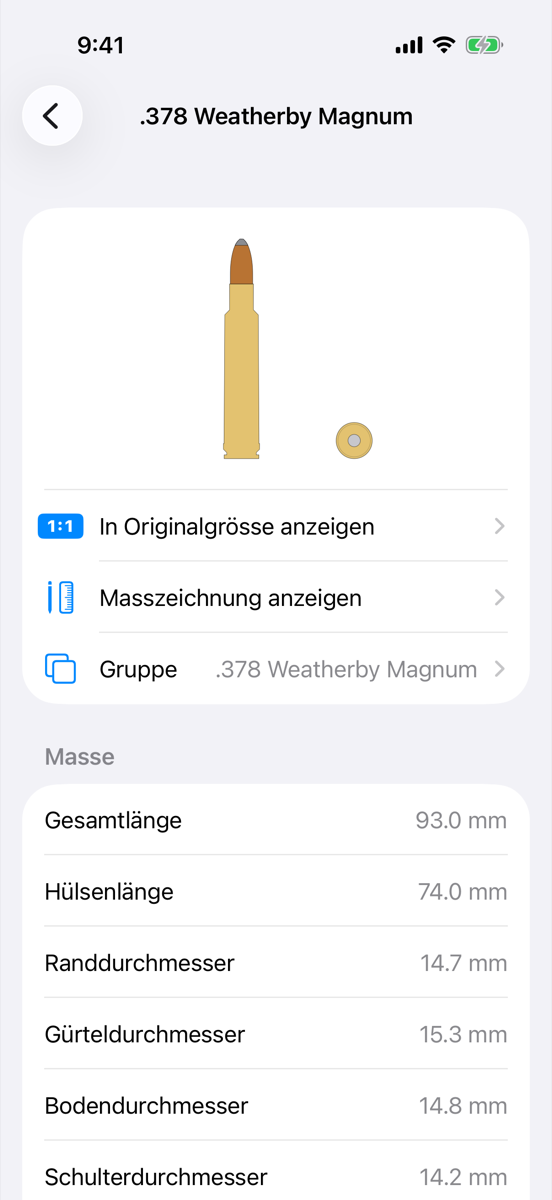 9:41
.378 Weatherby Magnum
1:1 In Originalgrösse anzeigen
Masszeichnung anzeigen
Gruppe .378 Weatherby Magnum
Masse
Gesamtlänge 93.0 mm
Hülsenlänge 74.0 mm
Randdurchmesser 14.7 mm
Gürteldurchmesser 15.3 mm
Bodendurchmesser 14.8 mm
Schulterdurchmesser 14.2 mm